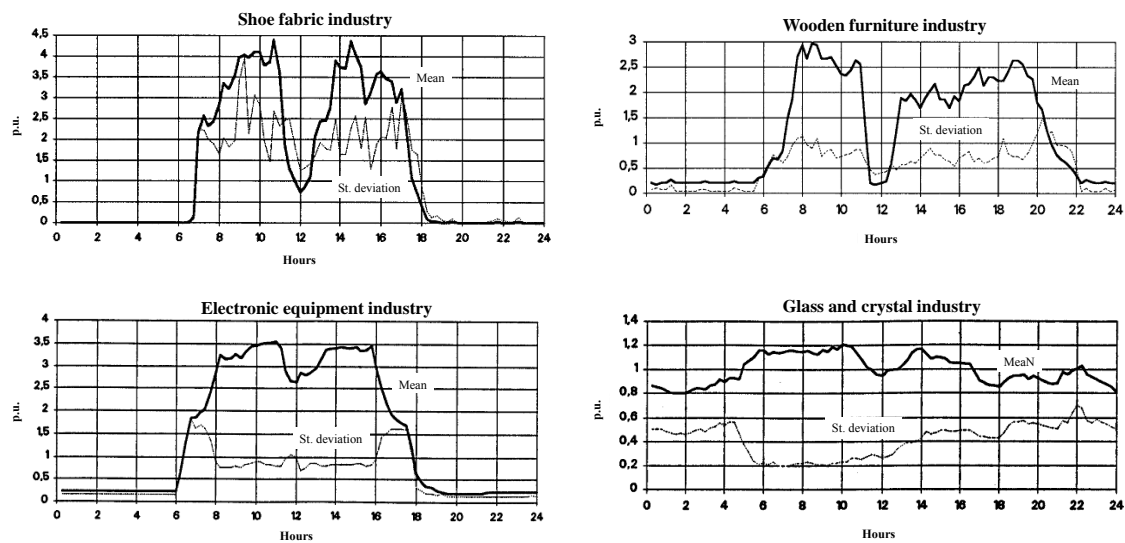 Shoe fabric industry
4,5
4
3,5
3
2,5
2
1,5
1
0,5
0
p.u.
Mean
St. deviation
0 2 4 6 8 10 12 14 16 18 20 22 24
Hours
Wooden furniture industry
3
2,5
2
1,5
1
0,5
0
p.u.
Mean
St. deviation
0 2 4 6 8 10 12 14 16 18 20 22 24
Hours
Electronic equipment industry
4
3,5
3
2,5
2
1,5
1
0,5
0
p.u.
Mean
St. deviation
0 2 4 6 8 10 12 14 16 18 20 22 24
Hours
Glass and crystal industry
1,4
1,2
1
0,8
0,6
0,4
0,2
0
p.u.
MeaN
St. deviation
0 2 4 6 8 10 12 14 16 18 20 22 24
Hours